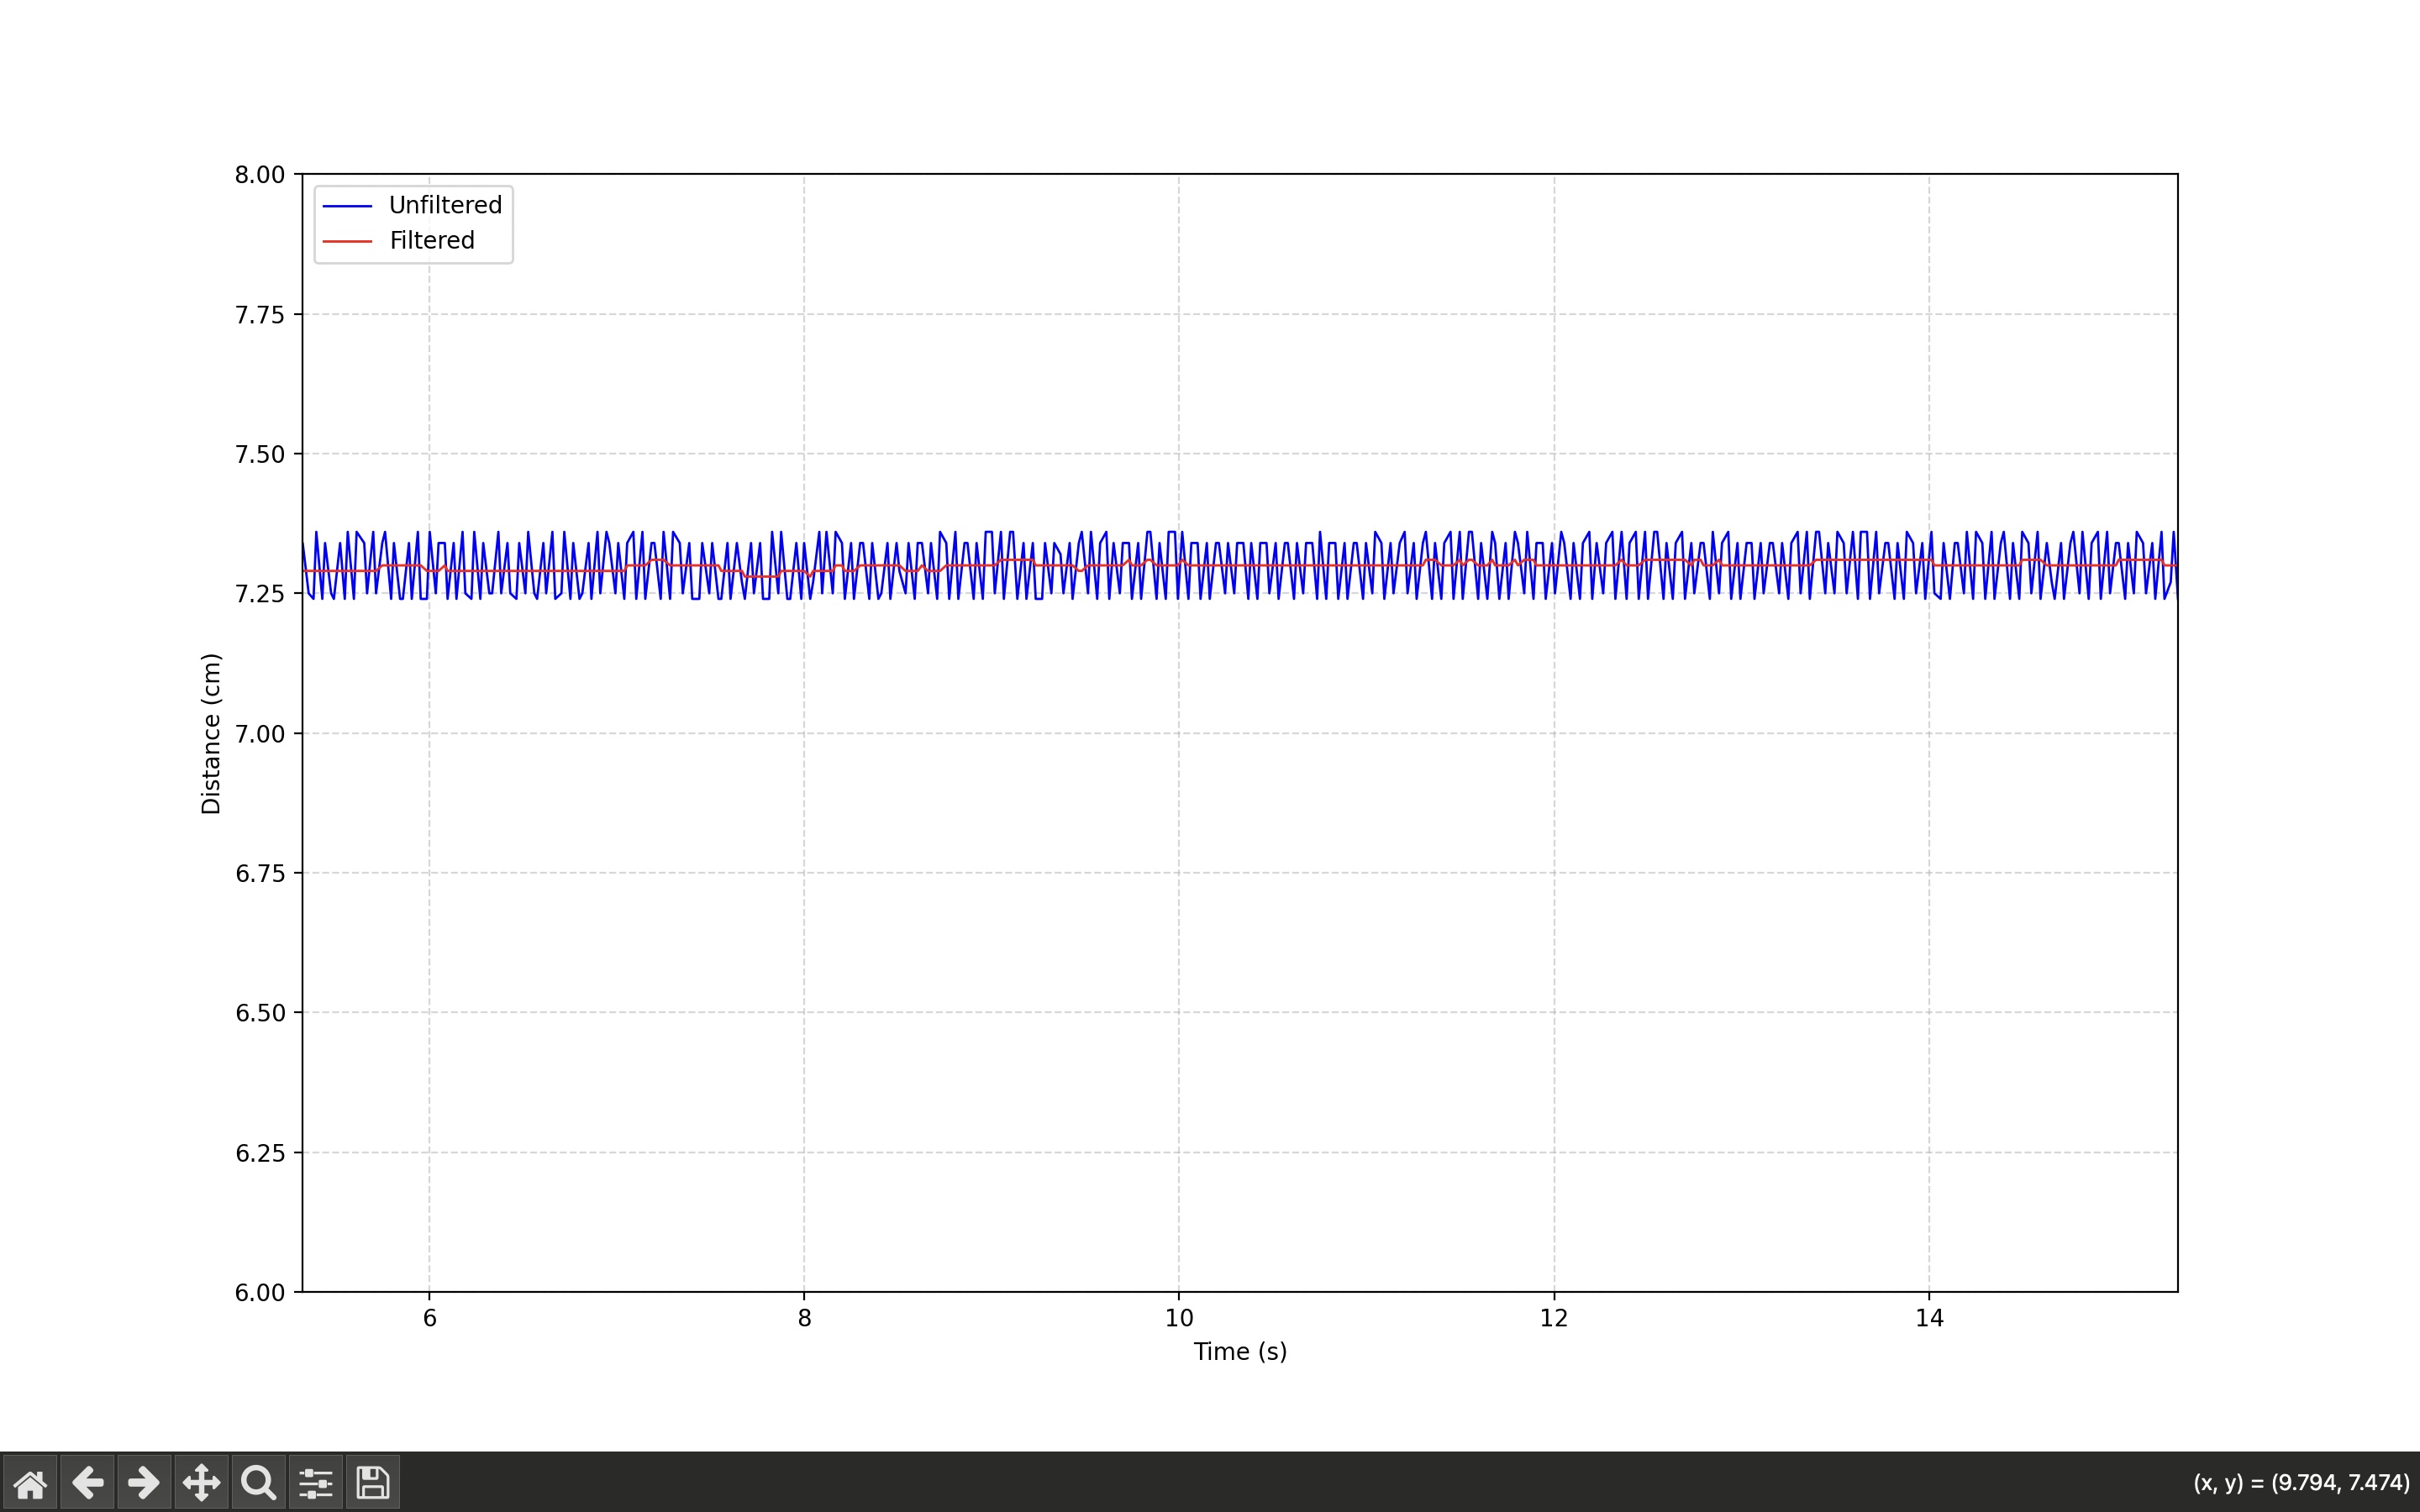 8.00
Unfiltered
Filtered
7.75
7.50
7.25
7.00
6.75
6.50
6.25
6.00
Distance (cm)
6 8 10 12 14
Time (s)
(x, y) = (9.794, 7.474)